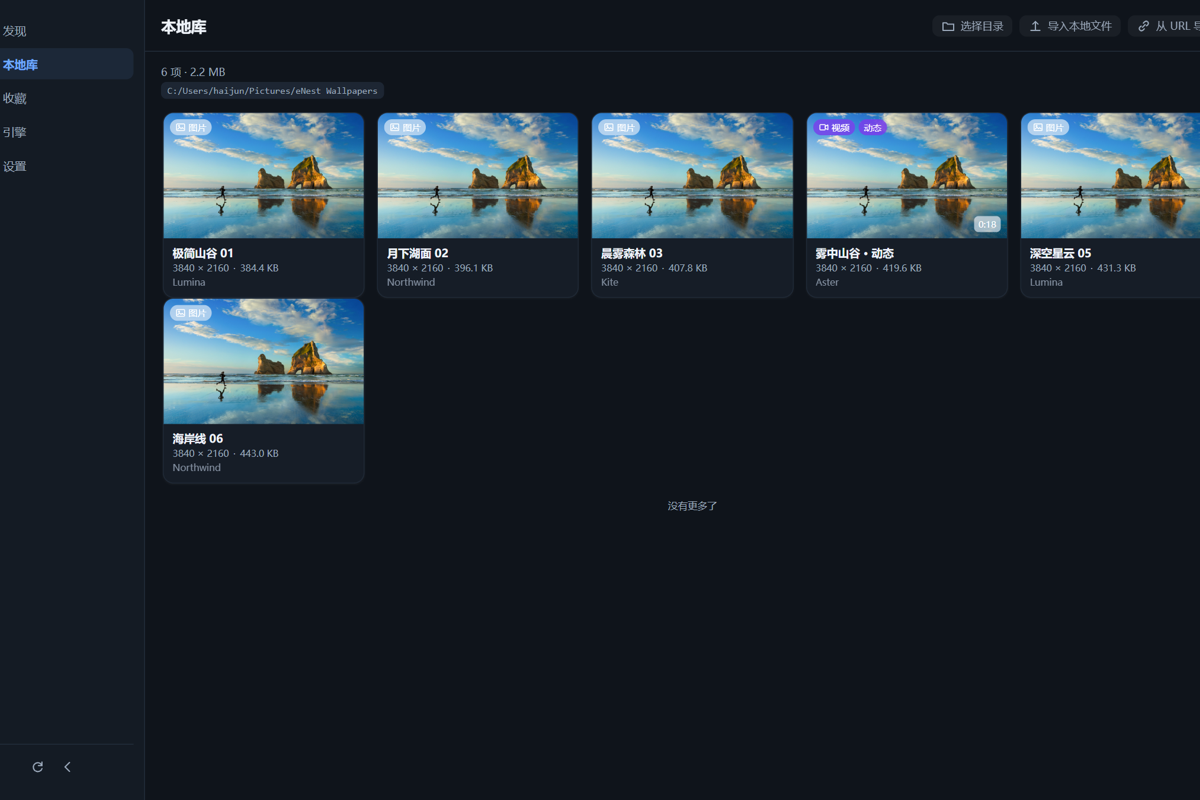 发现
本地库
收藏
引擎
设置
本地库
选择目录
导入本地文件
从 URL 导
6 项 · 2.2 MB
C:/Users/haijun/Pictures/eNest Wallpapers
图片
极简山谷 01
3840 × 2160 · 384.4 KB
Lumina
图片
月下湖面 02
3840 × 2160 · 396.1 KB
Northwind
图片
晨雾森林 03
3840 × 2160 · 407.8 KB
Kite
视频
动态
0:18
雾中山谷 · 动态
3840 × 2160 · 419.6 KB
Aster
图片
深空星云 05
3840 × 2160 · 431.3 KB
Lumina
图片
海岸线 06
3840 × 2160 · 443.0 KB
Northwind
没有更多了